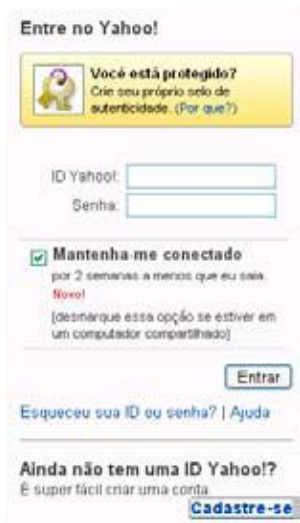 Entre no Yahoo!
Você está protegido?
Crie seu próprio selo de
autenticidade. (Por que?)
ID Yahoo!:
Senha:
Mantenha-me conectado
por 2 semanas a menos que eu saia.
Novo!
[desmarque essa opção se estiver em
um computador compartilhado]
Entrar
Esqueceu sua ID ou senha? | Ajuda
Ainda não tem uma ID Yahoo!?
É super fácil criar uma conta.
Cadastre-se